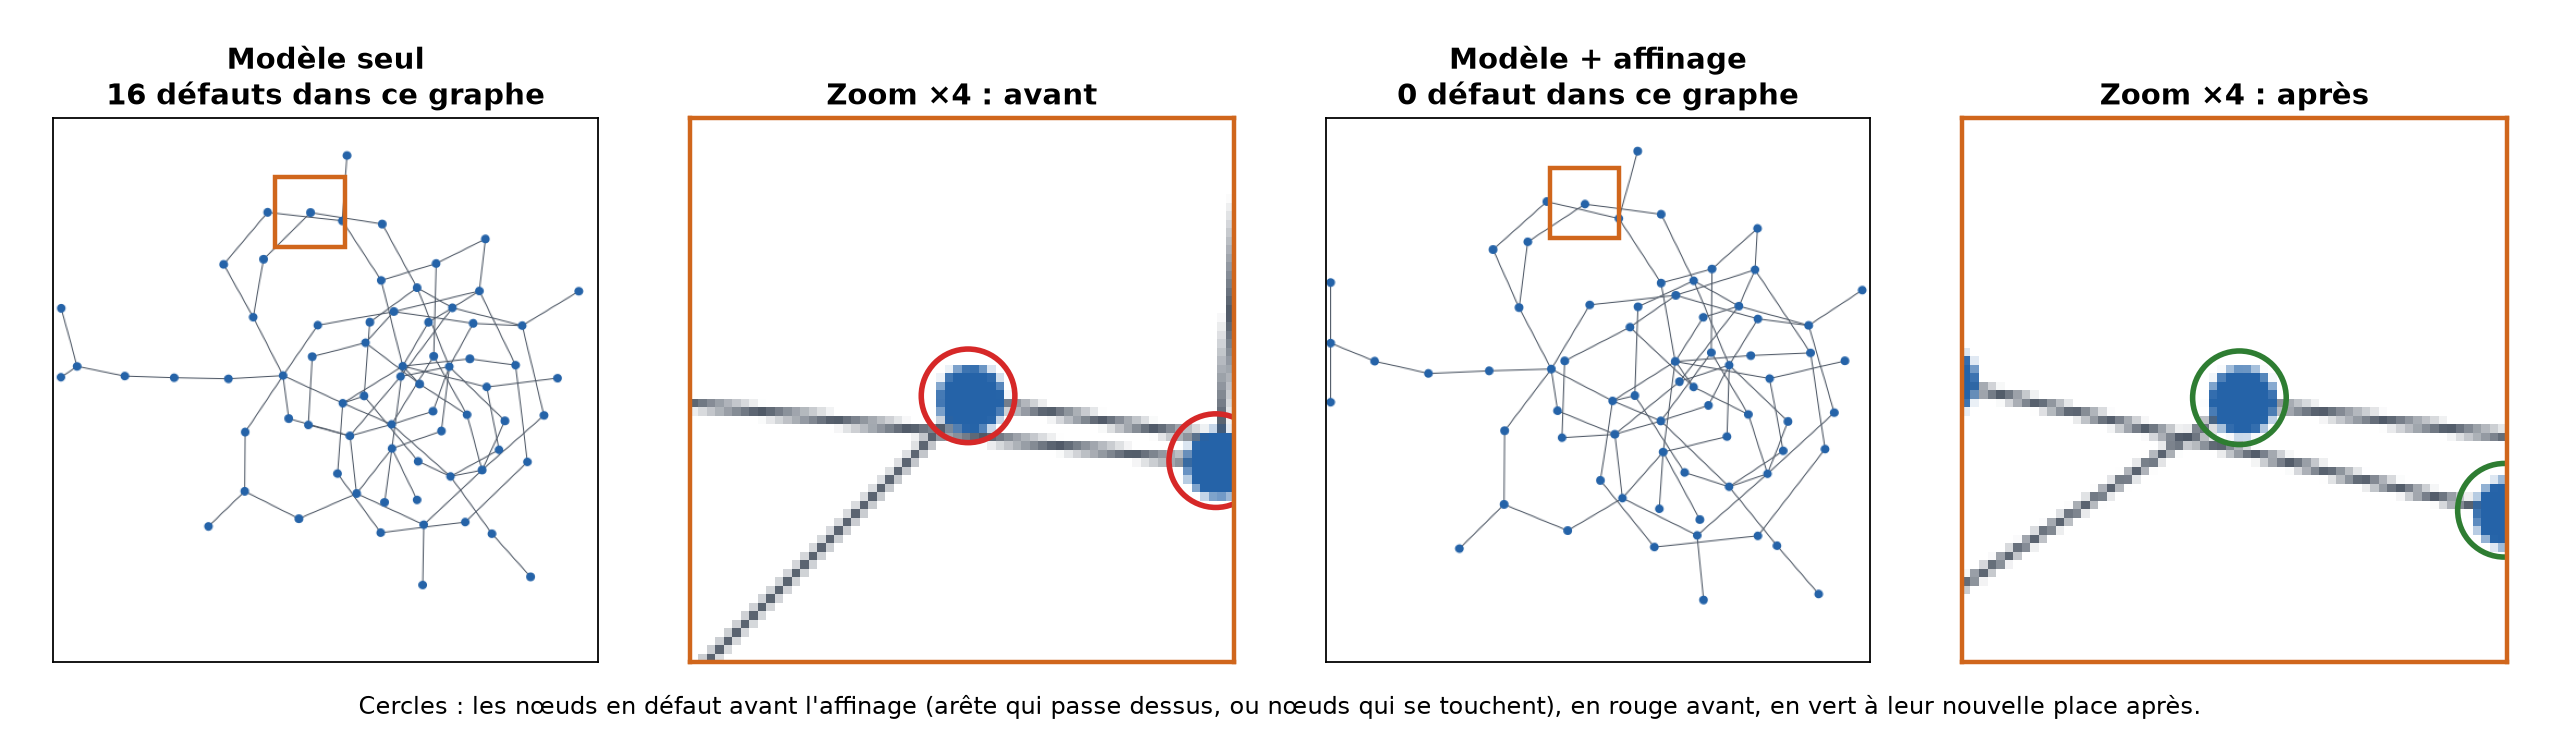 Modèle seul
16 défauts dans ce graphe
Zoom ×4 : avant
Modèle + affinage
0 défaut dans ce graphe
Zoom ×4 : après
Cercles : les nœuds en défaut avant l'affinage (arête qui passe dessus, ou nœuds qui se touchent), en rouge avant, en vert à leur nouvelle place après.